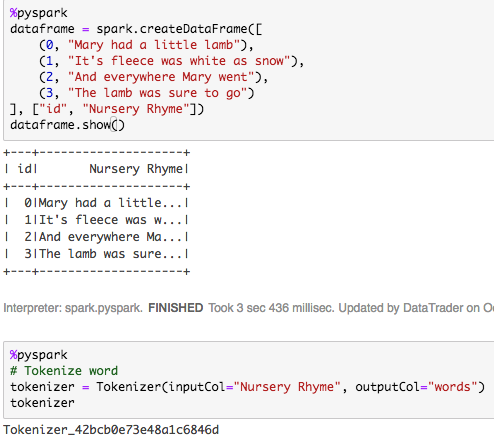 %pyspark
dataframe = spark.createDataFrame([
    (0, "Mary had a little lamb"),
    (1, "It's fleece was white as snow"),
    (2, "And everywhere Mary went"),
    (3, "The lamb was sure to go")
], ["id", "Nursery Rhyme"])
dataframe.show()
+---+--------------------+
| id|       Nursery Rhyme|
+---+--------------------+
|  0|Mary had a little...|
|  1|It's fleece was w...|
|  2|And everywhere Ma...|
|  3|The lamb was sure...|
+---+--------------------+
Interpreter: spark.pyspark. FINISHED Took 3 sec 436 millisec. Updated by DataTrader on
%pyspark
# Tokenize word
tokenizer = Tokenizer(inputCol="Nursery Rhyme", outputCol="words")
tokenizer
Tokenizer_42bcb0e73e48a1c6846d